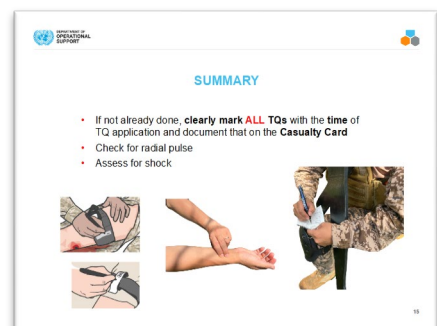 DEPARTMENT OF
OPERATIONAL
SUPPORT
SUMMARY
• If not already done, clearly mark ALL TQs with the time of
TQ application and document that on the Casualty Card
• Check for radial pulse
• Assess for shock
15